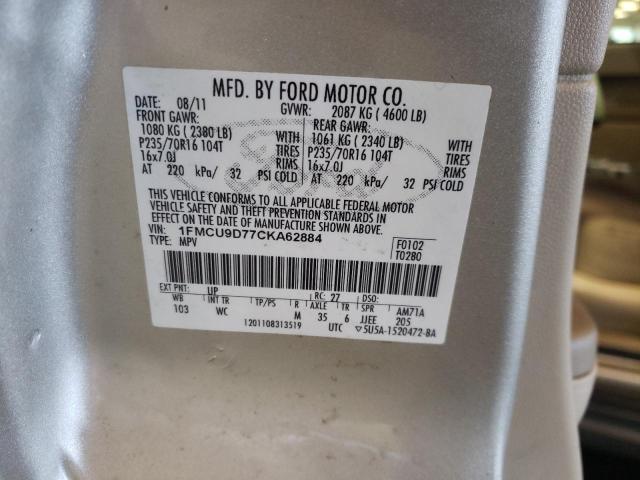 MFD. BY FORD MOTOR CO.
DATE: 08/11 GVWR: 2087 KG ( 4600 LB)
FRONT GAWR: REAR GAWR:
1080 KG ( 2380 LB) WITH 1061 KG ( 2340 LB) WITH
P235/70R16 104T TIRES P235/70R16 104T TIRES
16x7.0J RIMS 16x7.0J RIMS
AT 220 kPa/ 32 PSI COLD AT 220 kPa/ 32 PSI COLD
THIS VEHICLE CONFORMS TO ALL APPLICABLE FEDERAL MOTOR
VEHICLE SAFETY AND THEFT PREVENTION STANDARDS IN
EFFECT ON THE DATE OF MANUFACTURE SHOWN ABOVE.
VIN: 1FMCU9D77CKA62884 F0102
TYPE: MPV T0280
EXT PNT: UP RC: 27 DSO:
WB INT TR TP/PS R AXLE TR SPR AM71A
103 WC M 35 6 JJEE 205
1201108313519 UTC ▽5U5A-1520472-BA